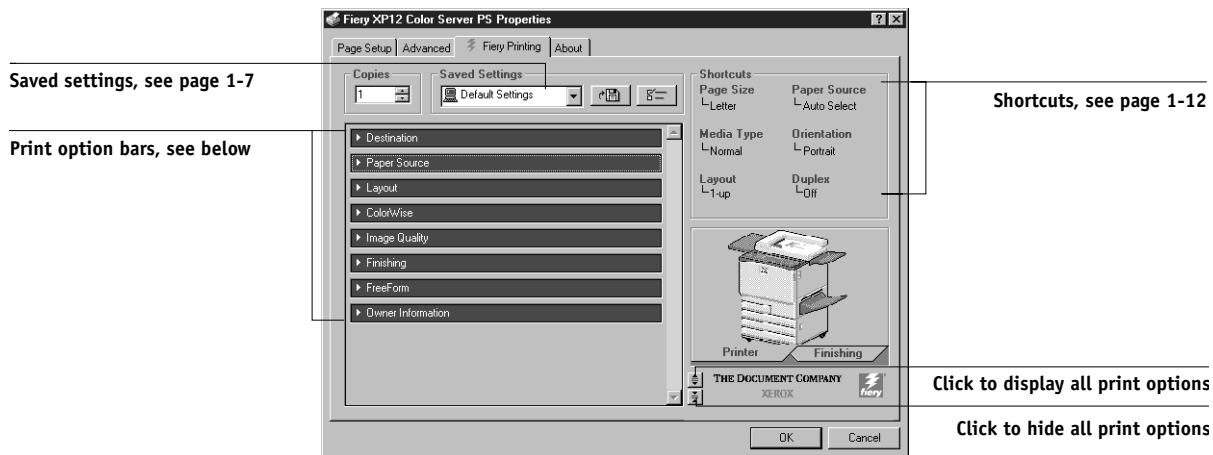 Fiery XP12 Color Server PS Properties
Page Setup Advanced Fiery Printing About
Saved settings, see page 1-7
Print option bars, see below
Copies
1
Saved Settings
Default Settings
Destination
Paper Source
Layout
ColorWise
Image Quality
Finishing
FreeForm
Owner Information
Shortcuts
Page Size Paper Source
Letter Auto Select
Media Type Orientation
Normal Portrait
Layout Duplex
1-up Off
Shortcuts, see page 1-12
Printer Finishing
THE DOCUMENT COMPANY
XEROX
fiery
Click to display all print options
Click to hide all print options
OK Cancel